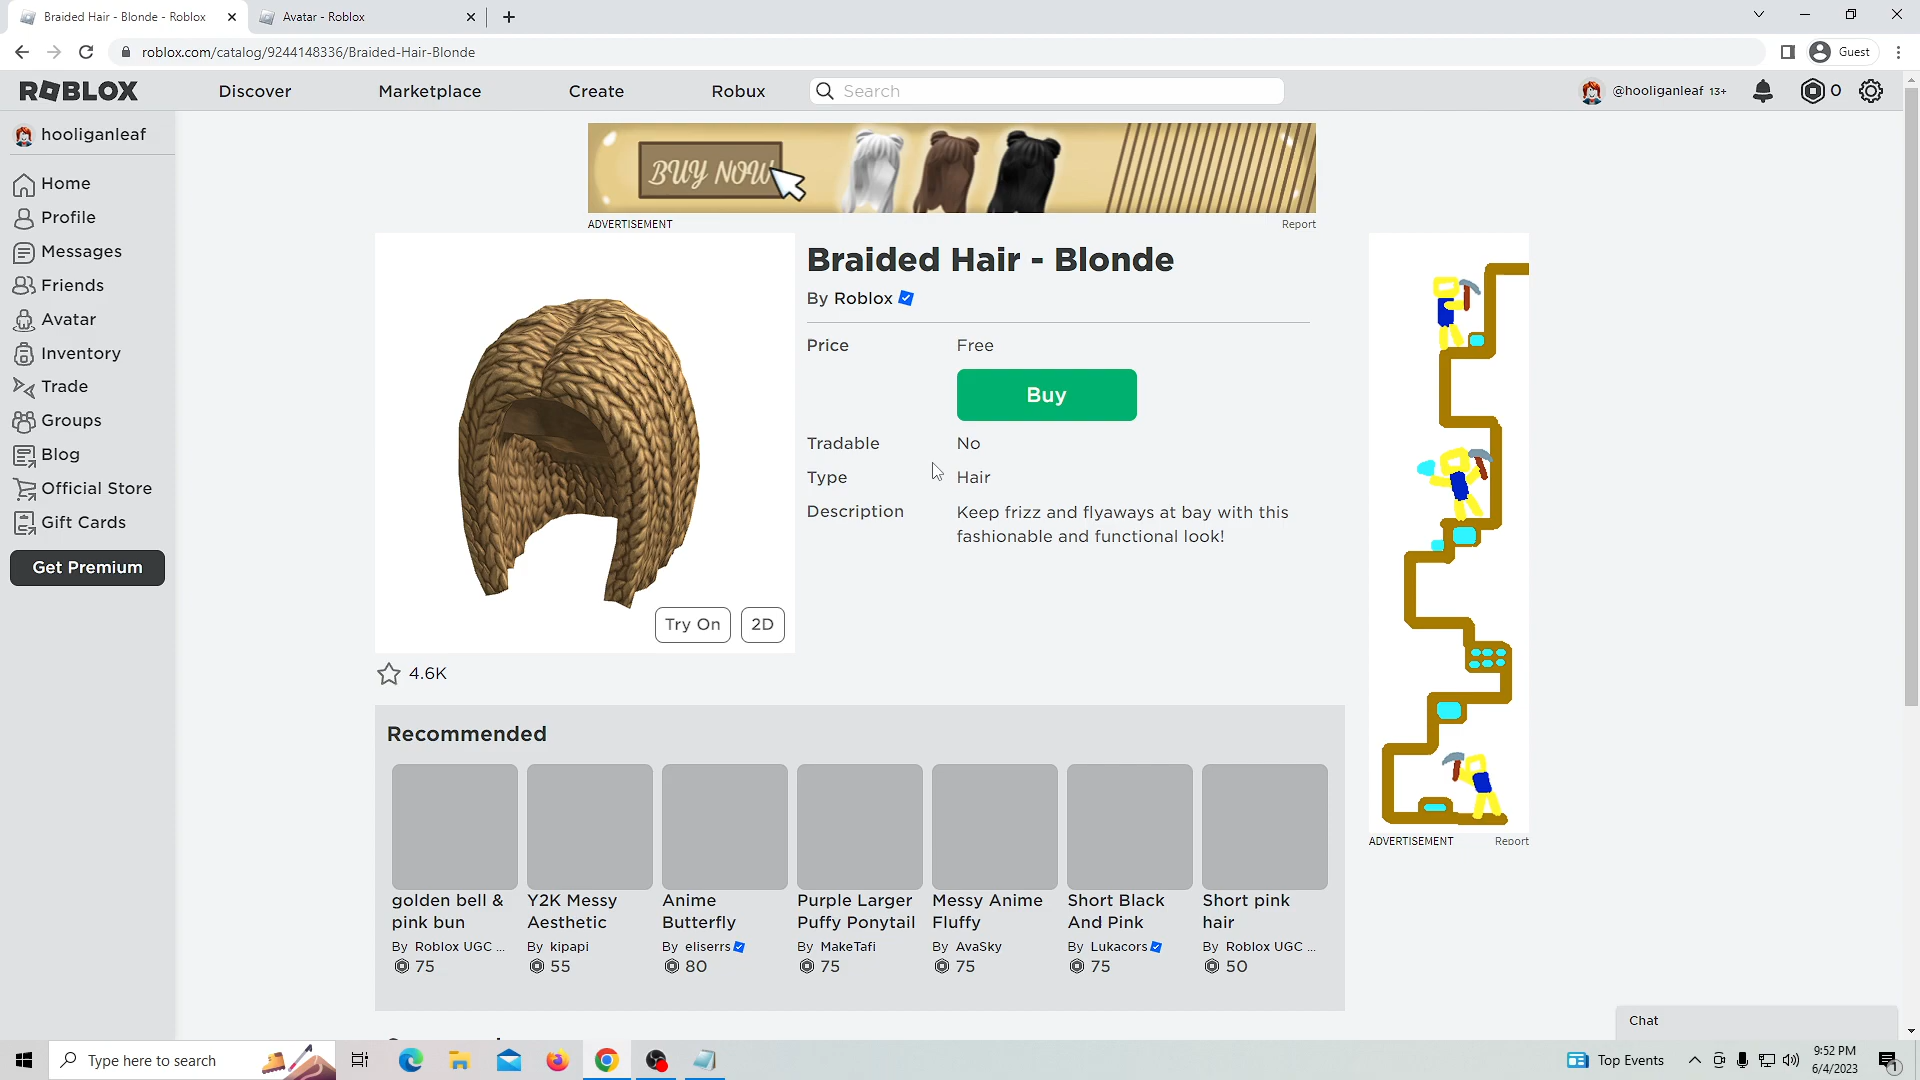 Braided Hair - Blonde - Roblox
Avatar - Roblox
roblox.com/catalog/9244148336/Braided-Hair-Blonde
Guest
ROBLOX
Discover
Marketplace
Create
Robux
Search
@hooliganleaf 13+
0
hooliganleaf
Home
Profile
Messages
Friends
Avatar
Inventory
Trade
Groups
Blog
Official Store
Gift Cards
Get Premium
BUY NOW
ADVERTISEMENT
Report
Braided Hair - Blonde
By Roblox
Price Free
Buy
Tradable No
Type Hair
Description Keep frizz and flyaways at bay with this
fashionable and functional look!
Try On
2D
4.6K
ADVERTISEMENT
Report
Recommended
golden bell &
pink bun
By Roblox UGC ...
75
Y2K Messy
Aesthetic
By kipapi
55
Anime
Butterfly
By eliserrs
80
Purple Larger
Puffy Ponytail
By MakeTafi
75
Messy Anime
Fluffy
By AvaSky
75
Short Black
And Pink
By Lukacors
75
Short pink
hair
By Roblox UGC ...
50
Chat
Type here to search
Top Events
9:52 PM
6/4/2023
1